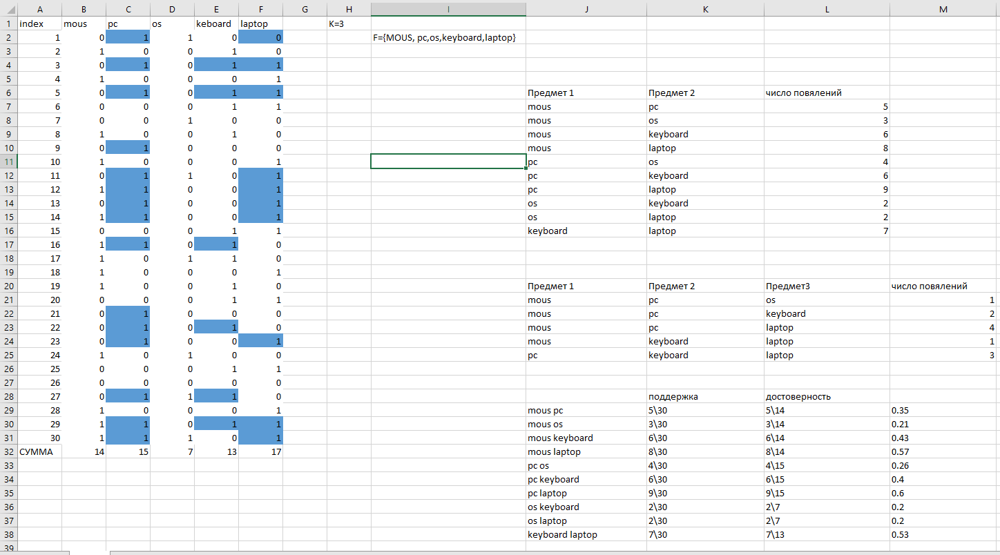 A B C D E F G H I J K L M
1 index mous pc os keboard laptop K=3
2 1 0 1 1 0 0 F={MOUS, pc,os,keyboard,laptop}
3 2 1 0 0 1 0
4 3 0 1 0 1 1
5 4 1 0 0 0 1
6 5 0 1 0 1 1 Предмет 1 Предмет 2 число повялений
7 6 0 0 0 1 1 mous pc 5
8 7 0 0 1 0 0 mous os 3
9 8 1 0 0 1 0 mous keyboard 6
10 9 0 1 0 0 0 mous laptop 8
11 10 1 0 0 0 1 pc os 4
12 11 0 1 1 0 1 pc keyboard 6
13 12 1 1 0 0 1 pc laptop 9
14 13 0 1 0 0 1 os keyboard 2
15 14 1 1 0 0 1 os laptop 2
16 15 0 0 0 1 1 keyboard laptop 7
17 16 1 1 0 1 0
18 17 1 0 1 1 0
19 18 1 0 0 0 1
20 19 1 0 0 1 0 Предмет 1 Предмет 2 Предмет3 число повялений
21 20 0 0 0 1 1 mous pc os 1
22 21 0 1 0 0 0 mous pc keyboard 2
23 22 0 1 0 1 0 mous pc laptop 4
24 23 0 1 0 0 1 mous keyboard laptop 1
25 24 1 0 1 0 0 pc keyboard laptop 3
26 25 0 0 0 1 1
27 26 0 0 0 0 0
28 27 0 1 1 1 0 поддержка достоверность
29 28 1 0 0 0 1 mous pc 5\30 5\14 0.35
30 29 1 1 0 1 1 mous os 3\30 3\14 0.21
31 30 1 1 1 0 1 mous keyboard 6\30 6\14 0.43
32 СУММА 14 15 7 13 17 mous laptop 8\30 8\14 0.57
33 pc os 4\30 4\15 0.26
34 pc keyboard 6\30 6\15 0.4
35 pc laptop 9\30 9\15 0.6
36 os keyboard 2\30 2\7 0.2
37 os laptop 2\30 2\7 0.2
38 keyboard laptop 7\30 7\13 0.53
39